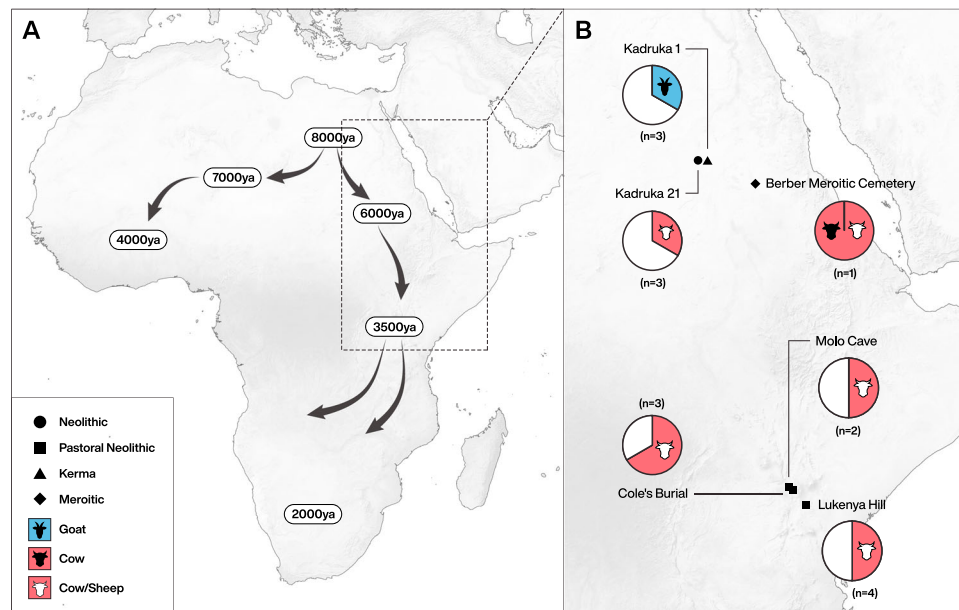 A
8000ya
7000ya
6000ya
4000ya
3500ya
2000ya
Neolithic
Pastoral Neolithic
Kerma
Meroitic
Goat
Cow
Cow/Sheep
B
Kadruka 1
(n=3)
Kadruka 21
(n=3)
Berber Meroitic Cemetery
(n=1)
Molo Cave
(n=2)
(n=3)
Cole's Burial
Lukenya Hill
(n=4)